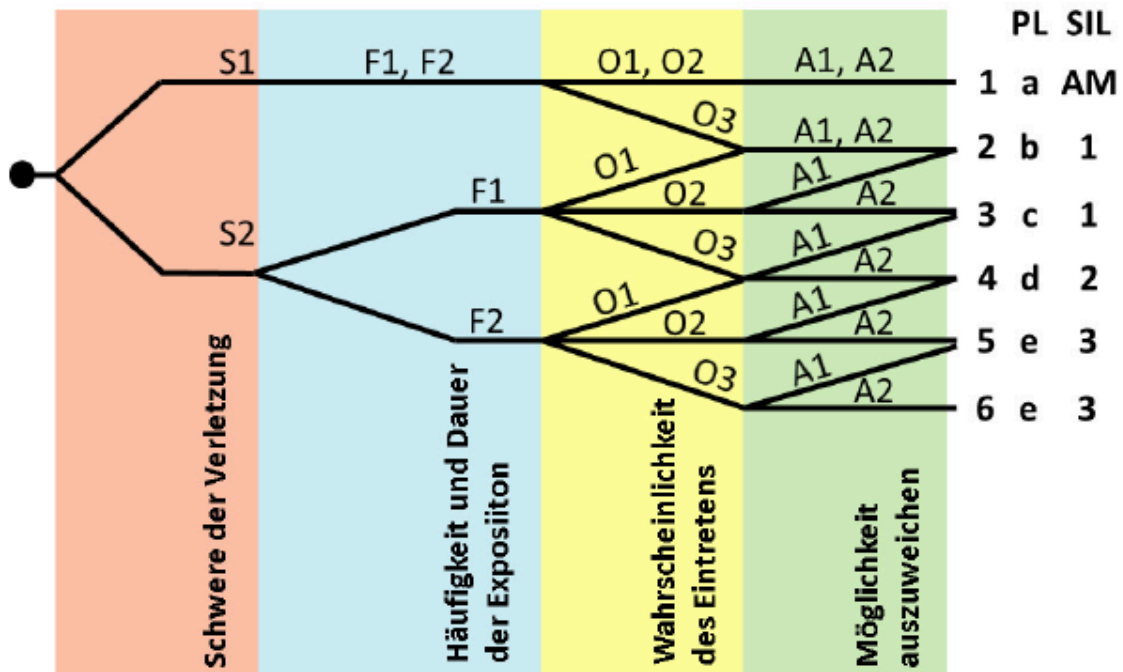 PL SIL
S1 F1, F2 O1, O2 A1, A2 1 a AM
O3 A1, A2 2 b 1
O1 A1
F1 O2 A2 3 c 1
S2 O3 A1
A2 4 d 2
O1 A1
F2 O2 A2 5 e 3
O3 A1
A2 6 e 3
Schwere der Verletzung
Häufigkeit und Dauer
der Exposiiton
Wahrscheinlichkeit
des Eintretens
Möglichkeit
auszuweichen